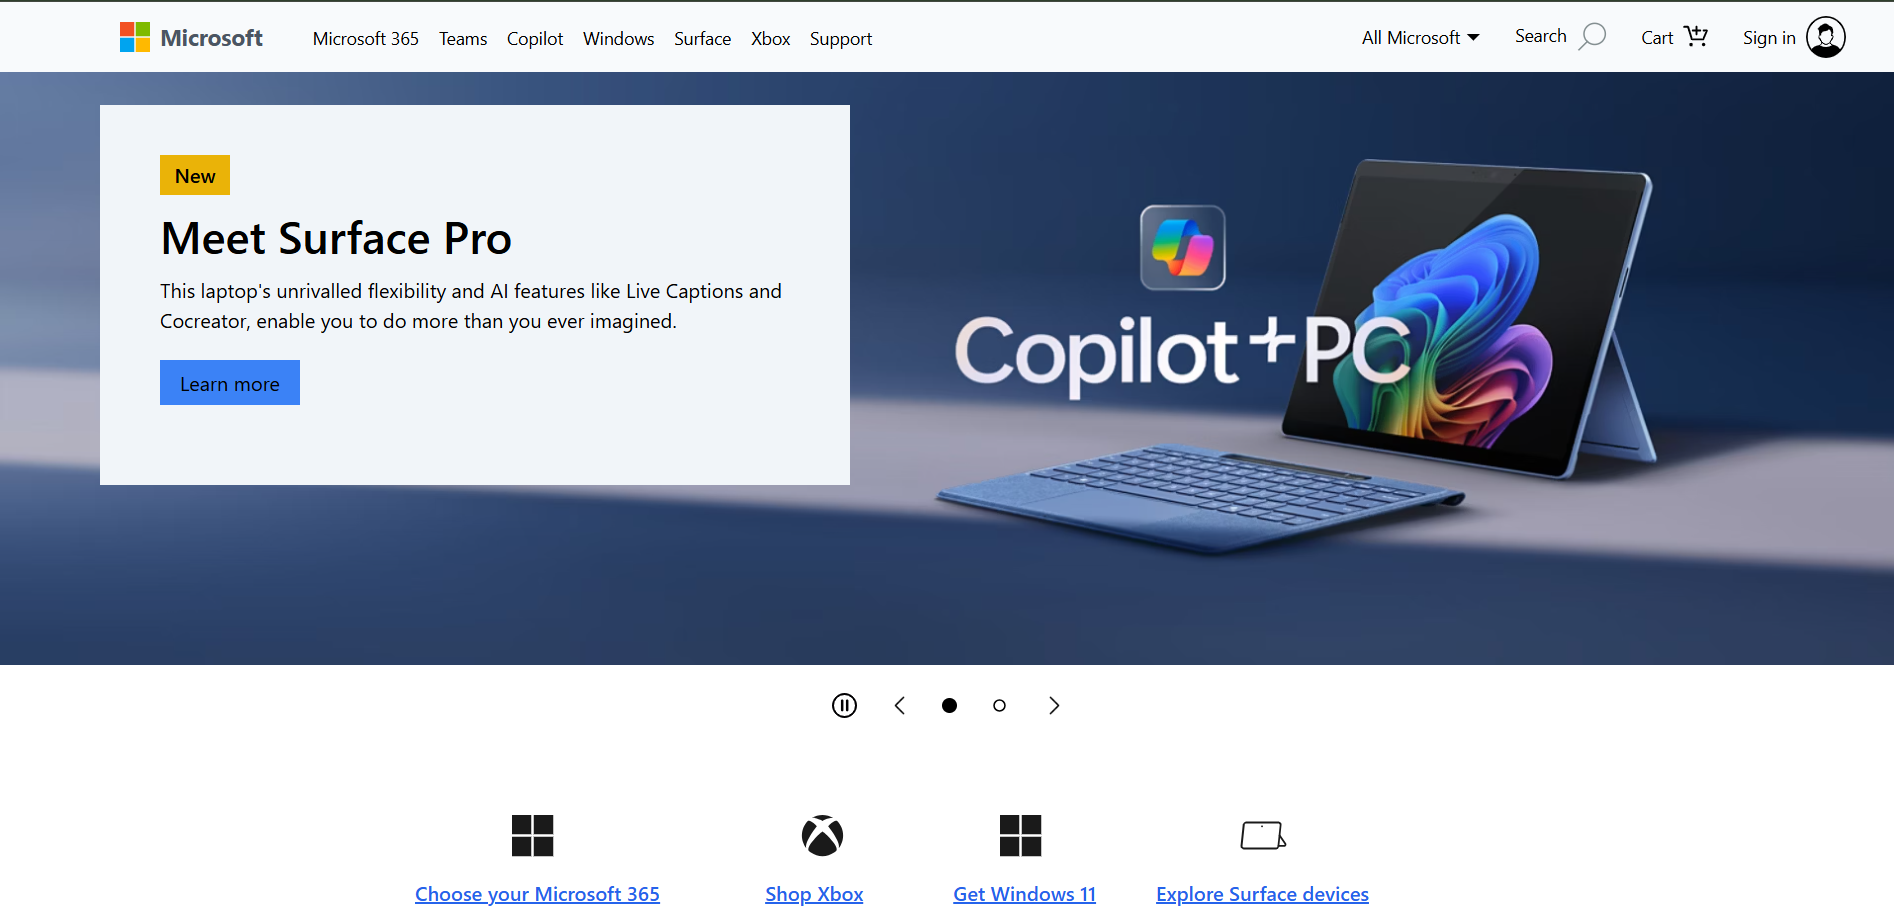 Microsoft
Microsoft 365
Teams
Copilot
Windows
Surface
Xbox
Support
All Microsoft
Search
Cart
Sign in
New
Meet Surface Pro
This laptop's unrivalled flexibility and AI features like Live Captions and
Cocreator, enable you to do more than you ever imagined.
Learn more
Copilot+PC
Choose your Microsoft 365
Shop Xbox
Get Windows 11
Explore Surface devices